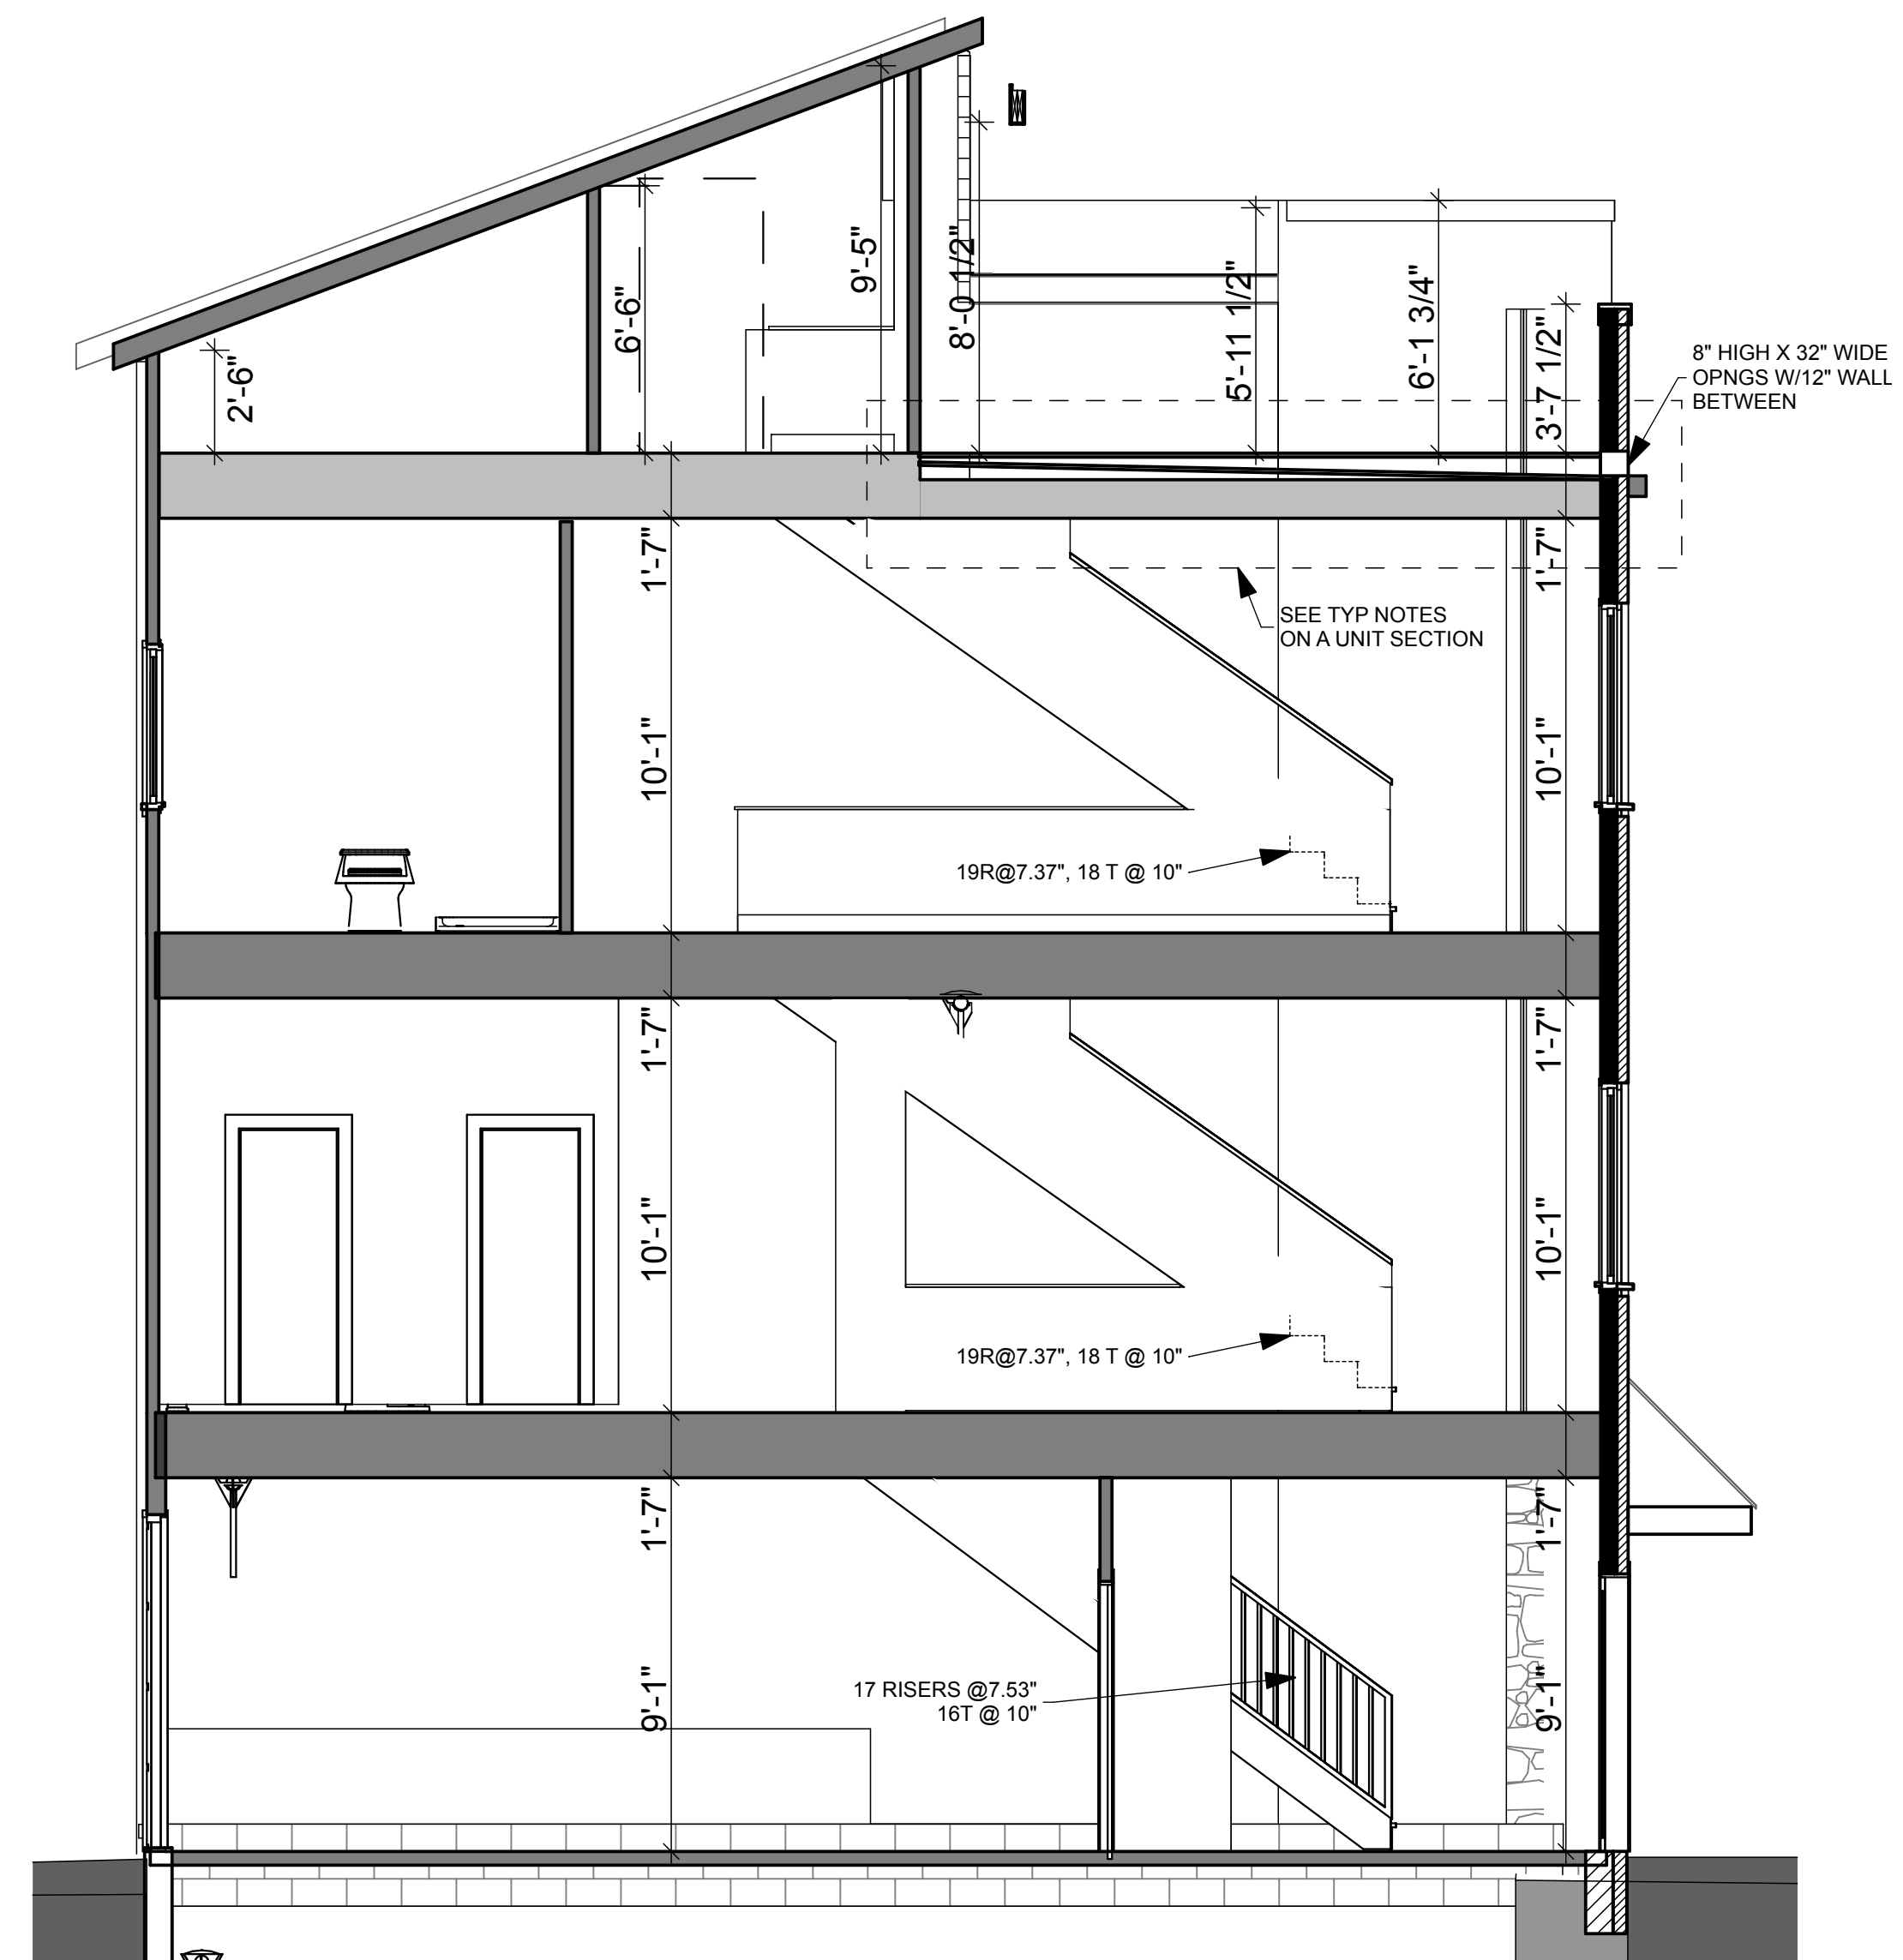 9'-5"
8'-0 1/2"
6'-6"
2'-6"
5'-11 1/2"
6'-1 3/4"
3'-7 1/2"
8" HIGH X 32" WIDE
OPNGS W/12" WALL
BETWEEN
1'-7"
1'-7"
SEE TYP NOTES
ON A UNIT SECTION
10'-1"
10'-1"
19R@7.37", 18 T @ 10"
1'-7"
1'-7"
10'-1"
10'-1"
19R@7.37", 18 T @ 10"
1'-7"
1'-7"
9'-1"
9'-1"
17 RISERS @7.53"
16T @ 10"